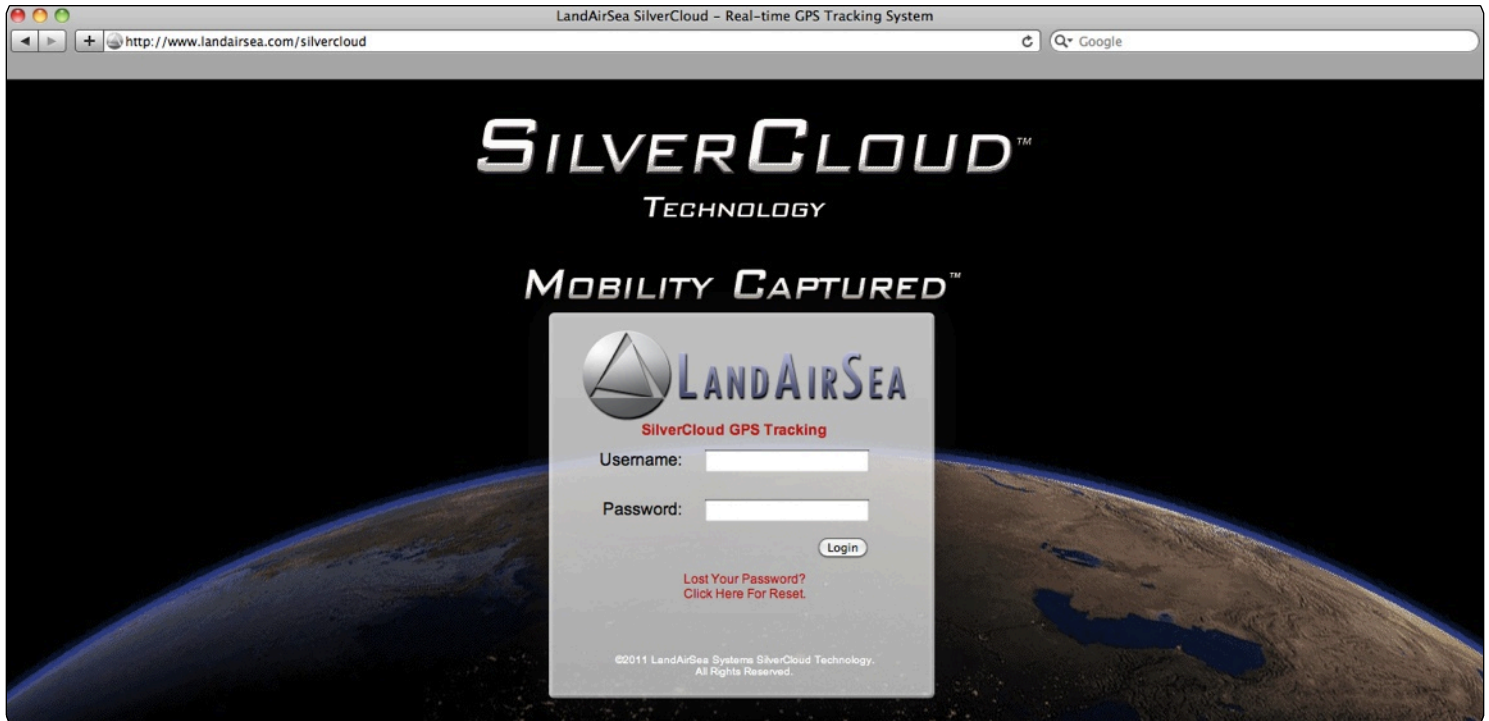 LandAirSea SilverCloud – Real-time GPS Tracking System
http://www.landairsea.com/silvercloud
Google
SILVERCLOUD™
TECHNOLOGY
MOBILITY CAPTURED™
LANDAIRSEA
SilverCloud GPS Tracking
Username:
Password:
Login
Lost Your Password?
Click Here For Reset.
©2011 LandAirSea Systems SilverCloud Technology.
All Rights Reserved.